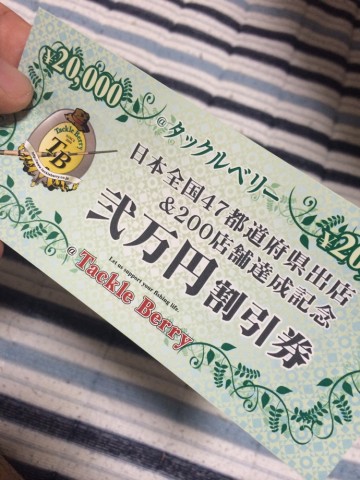 ¥20,000
@タックルベリー
¥20
Tackle Berry
TB
日本全国47都道府県出店
&200店舗達成記念
弐万円割引券
Let us support your fishing life.
@Tackle Berry